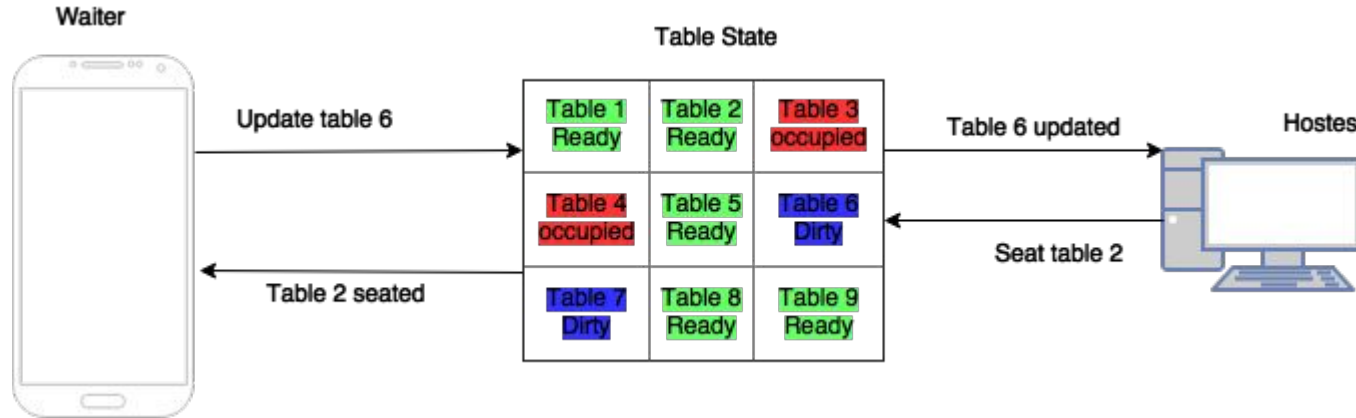 Waiter
Table State
Hostes
Update table 6
Table 6 updated
Table 1
Ready
Table 2
Ready
Table 3
occupied
Table 4
occupied
Table 5
Ready
Table 6
Dirty
Seat table 2
Table 2 seated
Table 7
Dirty
Table 8
Ready
Table 9
Ready